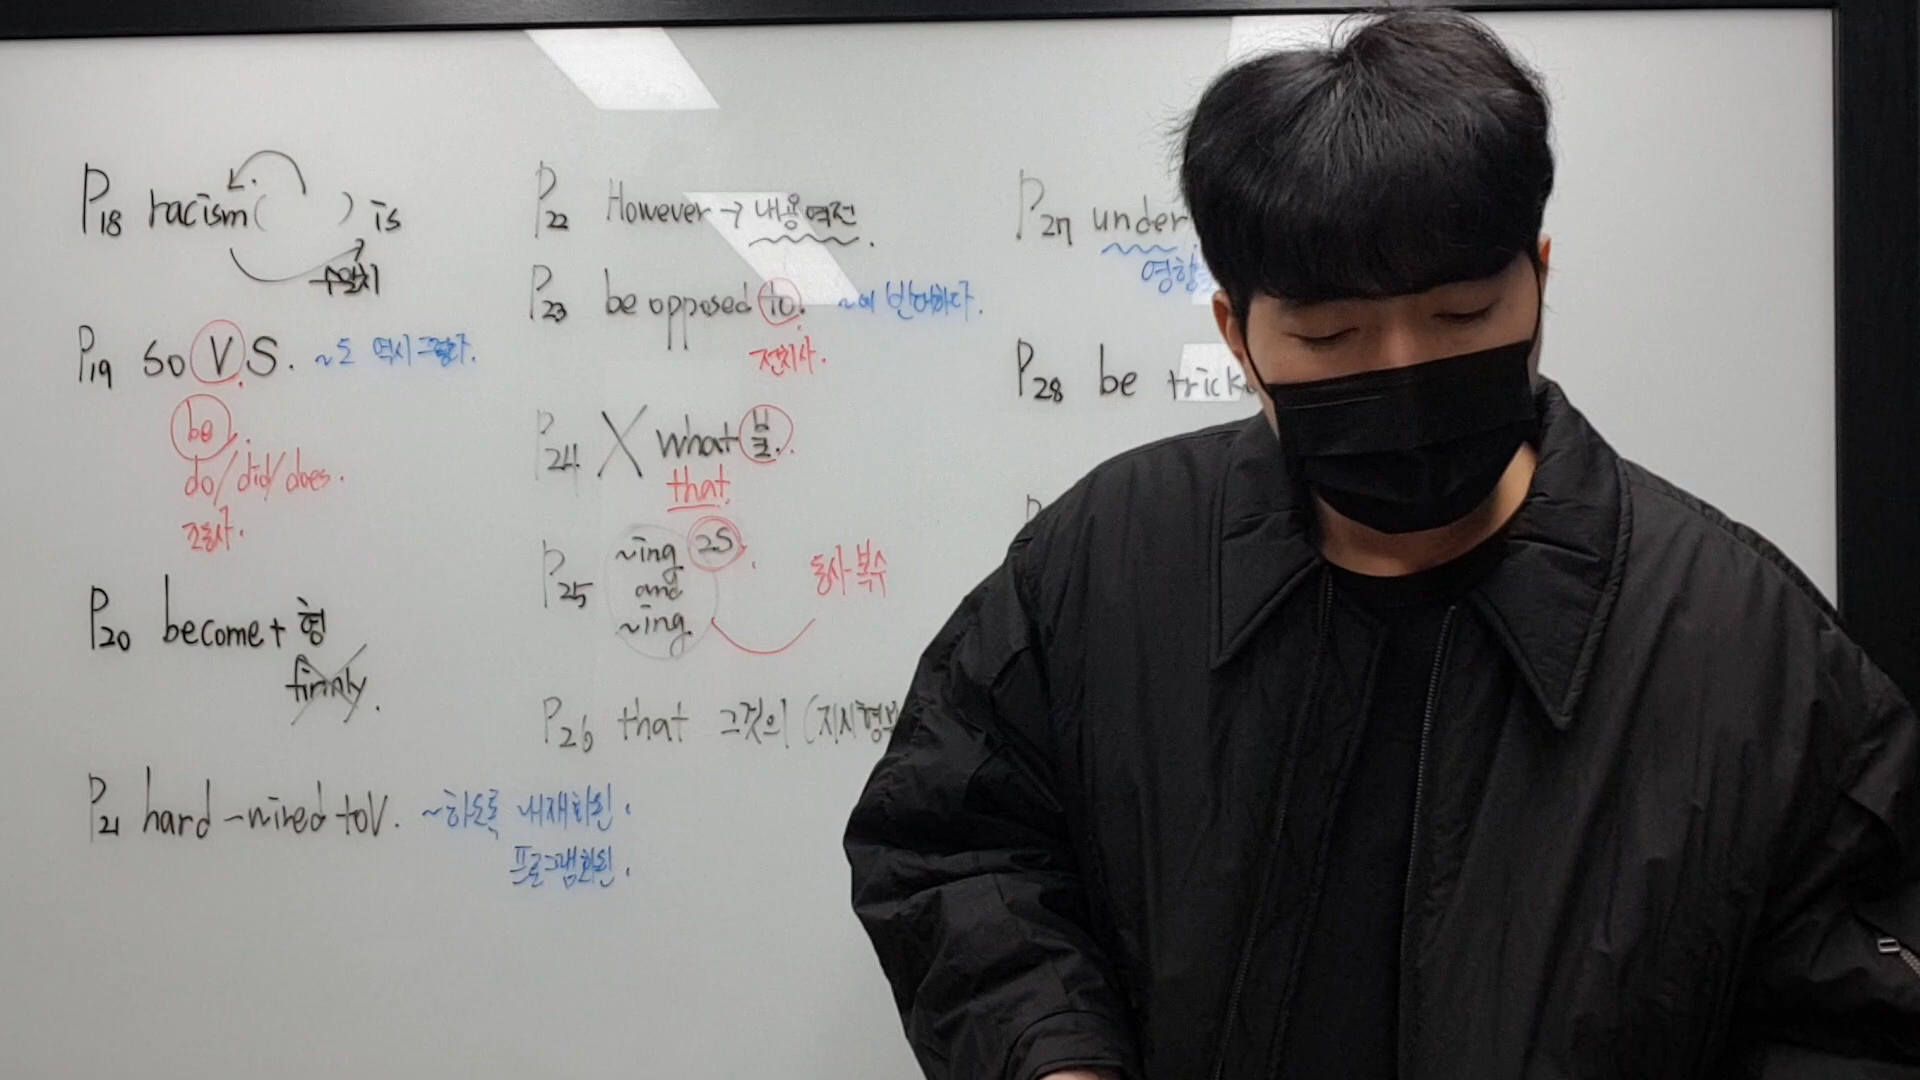 P18 racism( ) is
수일치
P19 so V S. ~도 역시 그렇다.
be
do/did/does.
조동사.
P20 become + 형
firmly.
P21 hard-wired to V. ~하도록 내재화된.
프로그램화된.
P22 However → 내용 역전.
P23 be opposed to. ~에 반대하다.
전치사.
P24 X what 불.
that
P25 ~ing 2S. 동사 복수
and
~ing
P26 that 그것의 (지시형
P27 under
영향
P28 be trick